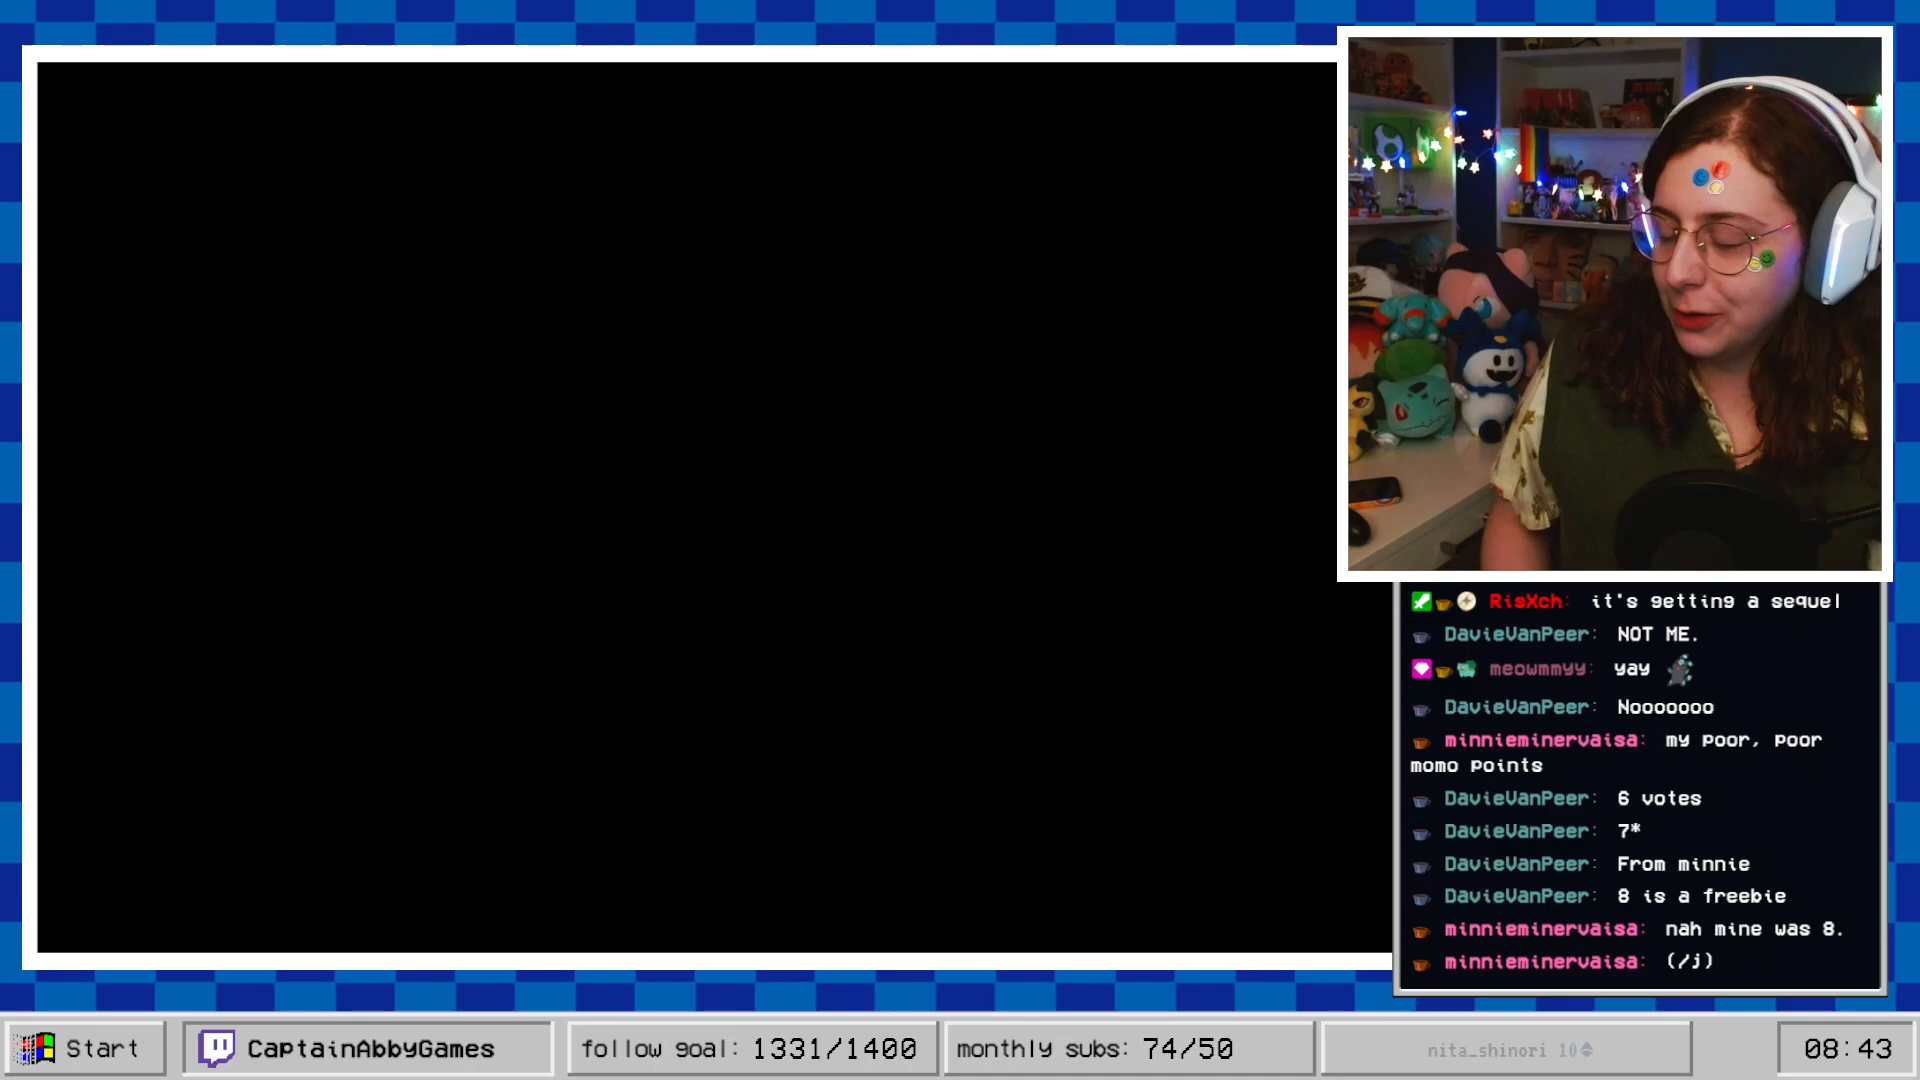 RisXch: it's getting a sequel
DavieVanPeer: NOT ME.
meowmmyy: yay
DavieVanPeer: Nooooooo
minnieminervaisa: my poor, poor
momo points
DavieVanPeer: 6 votes
DavieVanPeer: 7*
DavieVanPeer: From minnie
DavieVanPeer: 8 is a freebie
minnieminervaisa: nah mine was 8.
minnieminervaisa: (/j)
Start
CaptainAbbyGames
follow goal: 1331/1400
monthly subs: 74/50
nita_shinori 10
08:43